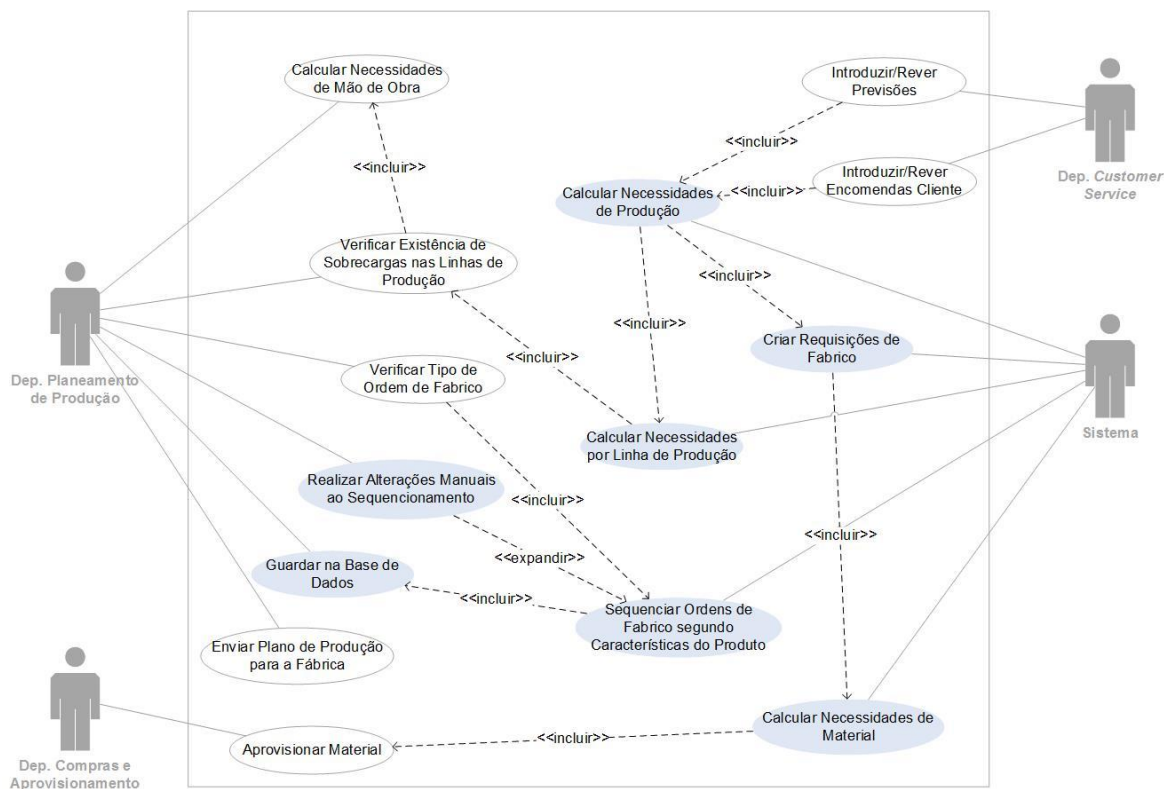 Calcular Necessidades
de Mão de Obra
Introduzir/Rever
Previsões
<<incluir>>
<<incluir>>
Dep. Customer
Service
Introduzir/Rever
Encomendas Cliente
<<incluir>>
Calcular Necessidades
de Produção
Verificar Existência de
Sobrecargas nas Linhas de
Produção
<<incluir>>
<<incluir>>
Criar Requisições de
Fabrico
<<incluir>>
Dep. Planeamento
de Produção
Verificar Tipo de
Ordem de Fabrico
Sistema
Calcular Necessidades
por Linha de Produção
Realizar Alterações Manuais
ao Sequencionamento
<<incluir>>
<<incluir>>
<<expandir>>
Guardar na Base de
Dados
<<incluir>>
Sequenciar Ordens de
Fabrico segundo
Características do Produto
Enviar Plano de Produção
para a Fábrica
Calcular Necessidades de
Material
<<incluir>>
Aprovisionar Material
Dep. Compras e
Aprovisionamento